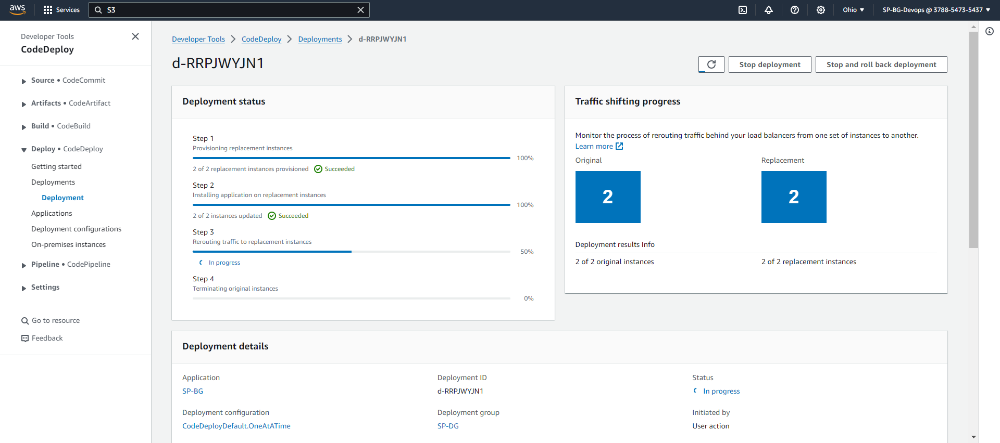 aws
Services
S3
Ohio
SP-BG-Devops @ 3788-5473-5437
Developer Tools
CodeDeploy
Source • CodeCommit
Artifacts • CodeArtifact
Build • CodeBuild
Deploy • CodeDeploy
Getting started
Deployments
Deployment
Applications
Deployment configurations
On-premises instances
Pipeline • CodePipeline
Settings
Go to resource
Feedback
Developer Tools
CodeDeploy
Deployments
d-RRPJWYJN1
d-RRPJWYJN1
Stop deployment
Stop and roll back deployment
Deployment status
Step 1
Provisioning replacement instances
100%
2 of 2 replacement instances provisioned
Succeeded
Step 2
Installing application on replacement instances
100%
2 of 2 instances updated
Succeeded
Step 3
Rerouting traffic to replacement instances
50%
In progress
Step 4
Terminating original instances
0%
Traffic shifting progress
Monitor the process of rerouting traffic behind your load balancers from one set of instances to another.
Learn more
Original
Replacement
2
2
Deployment results Info
2 of 2 original instances
2 of 2 replacement instances
Deployment details
Application
SP-BG
Deployment ID
d-RRPJWYJN1
Status
In progress
Deployment configuration
CodeDeployDefault.OneAtATime
Deployment group
SP-DG
Initiated by
User action